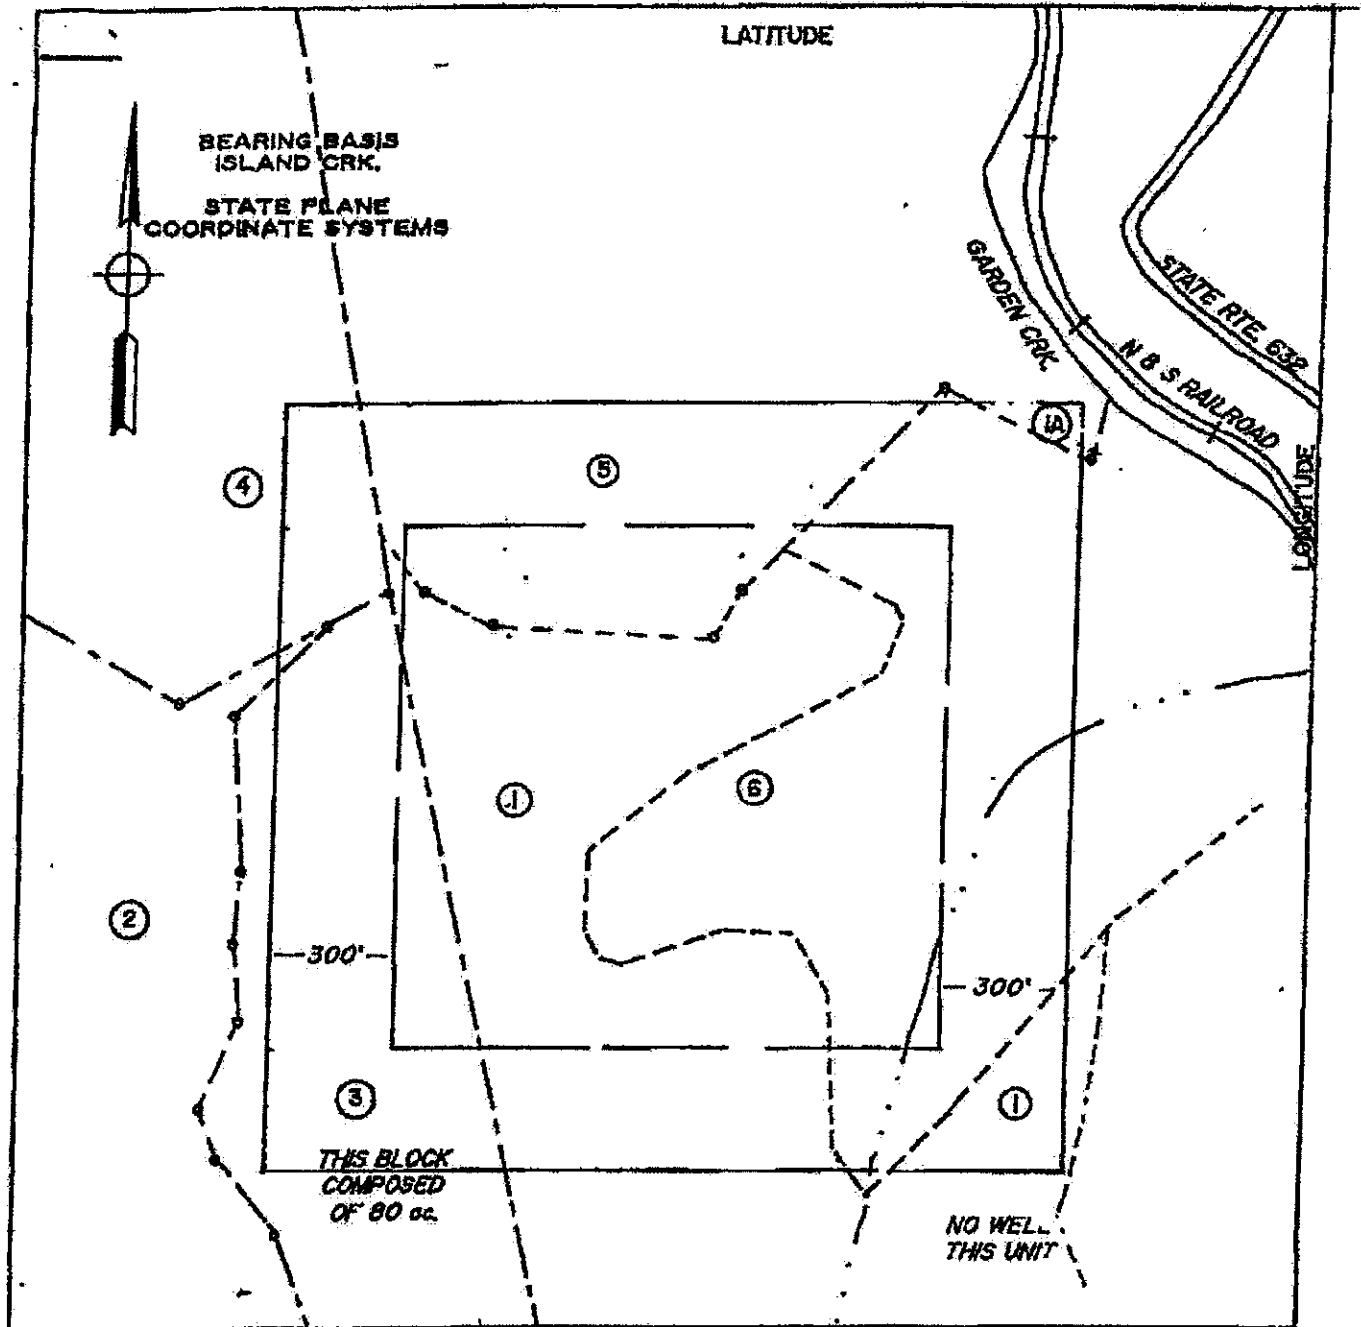 LATITUDE
BEARING BASIS
ISLAND CRK.
STATE PLANE
COORDINATE SYSTEMS
GARDEN CRK.
STATE RTE. 632
N & S RAILROAD
LONGITUDE
1A
4
5
1
6
2
300'
300'
3
1
THIS BLOCK
COMPOSED
OF 80 ac.
NO WELL
THIS UNIT